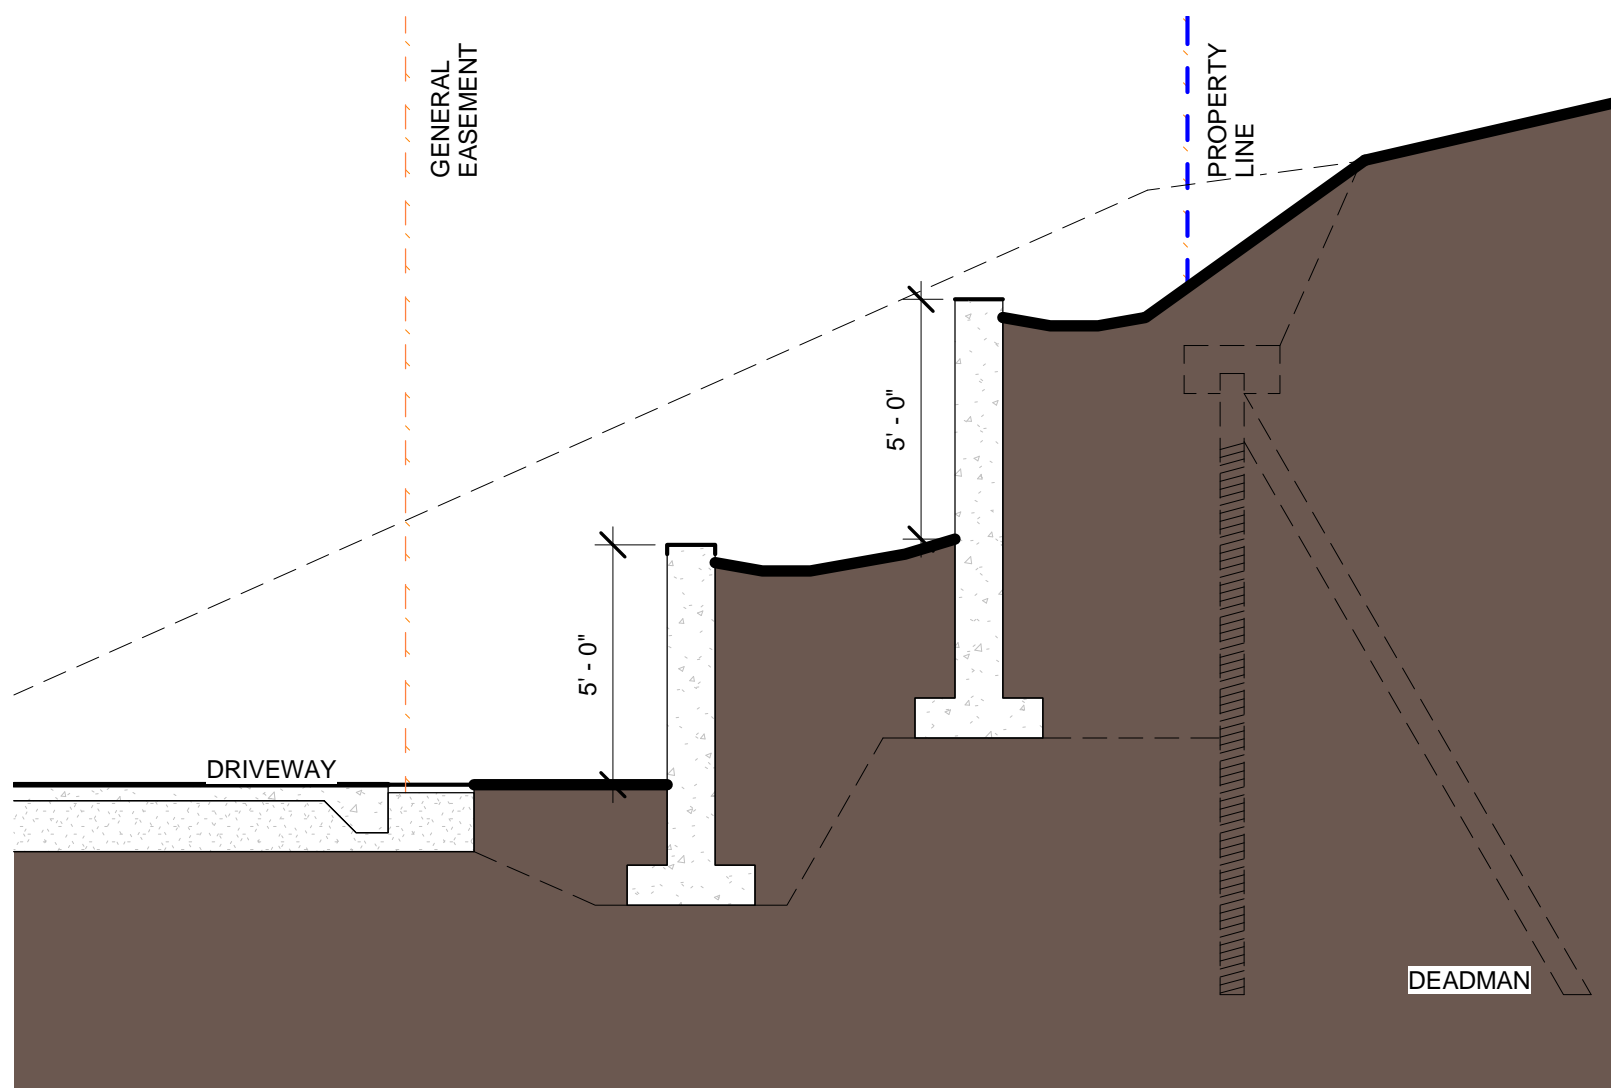 GENERAL
EASEMENT
PROPERTY
LINE
5' - 0"
5' - 0"
DRIVEWAY
DEADMAN